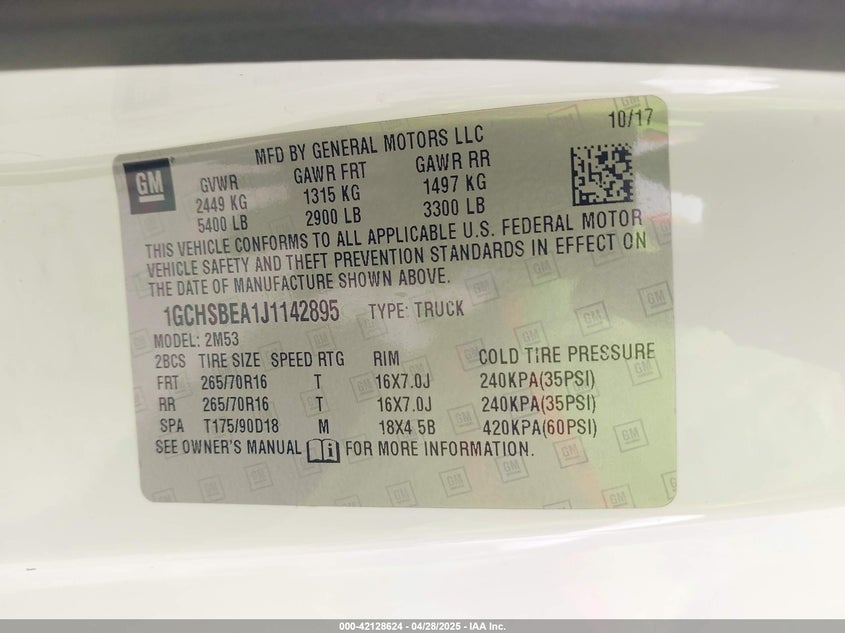 10/17
MFD BY GENERAL MOTORS LLC
GM
GVWR GAWR FRT GAWR RR
2449 KG 1315 KG 1497 KG
5400 LB 2900 LB 3300 LB
THIS VEHICLE CONFORMS TO ALL APPLICABLE U.S. FEDERAL MOTOR
VEHICLE SAFETY AND THEFT PREVENTION STANDARDS IN EFFECT ON
THE DATE OF MANUFACTURE SHOWN ABOVE.
1GCHSBEA1J1142895 TYPE: TRUCK
MODEL: 2M53
2BCS TIRE SIZE SPEED RTG RIM COLD TIRE PRESSURE
FRT 265/70R16 T 16X7.0J 240KPA(35PSI)
RR 265/70R16 T 16X7.0J 240KPA(35PSI)
SPA T175/90D18 M 18X4 5B 420KPA(60PSI)
SEE OWNER'S MANUAL i FOR MORE INFORMATION.
000-42128624 - 04/28/2025 - IAA Inc.